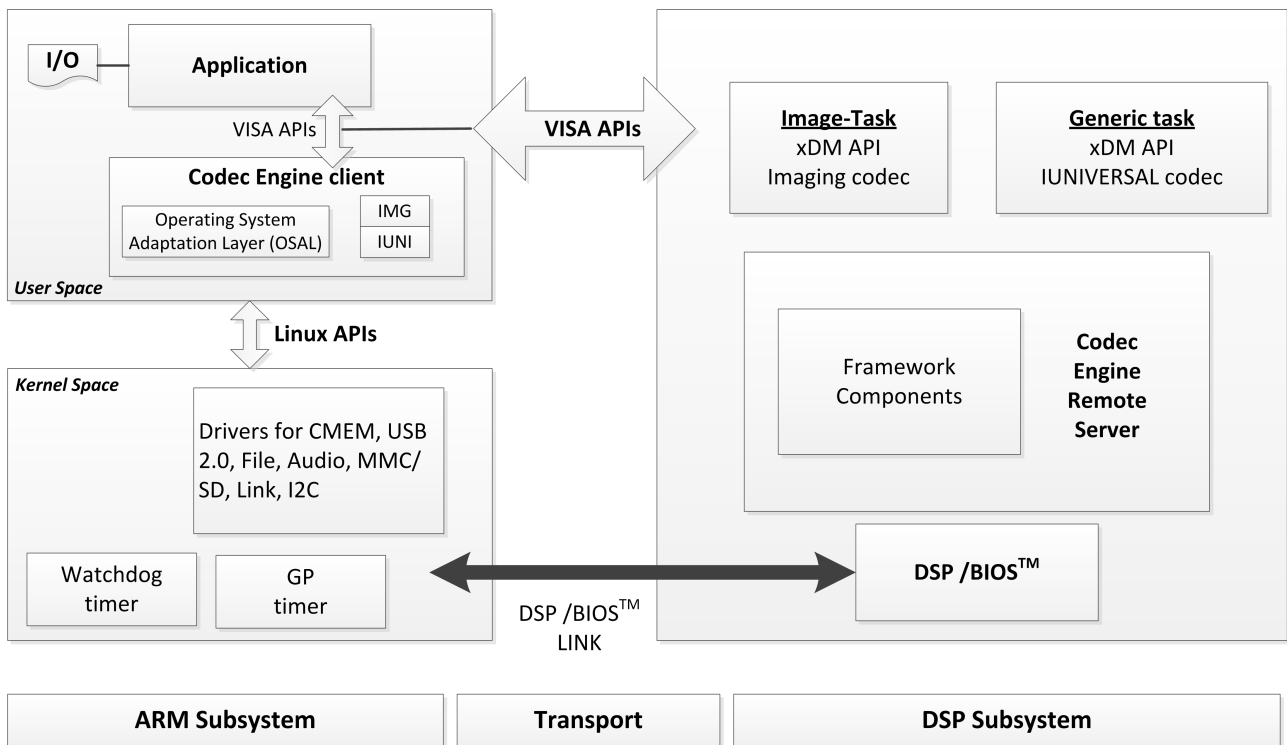 I/O
Application
VISA APIs
Codec Engine client
Operating System
Adaptation Layer (OSAL)
IMG
IUNI
User Space
Linux APIs
Kernel Space
Drivers for CMEM, USB
2.0, File, Audio, MMC/
SD, Link, I2C
Watchdog
timer
GP
timer
VISA APIs
DSP /BIOS™
LINK
Image-Task
xDM API
Imaging codec
Generic task
xDM API
IUNIVERSAL codec
Framework
Components
Codec
Engine
Remote
Server
DSP /BIOS™
ARM Subsystem
Transport
DSP Subsystem